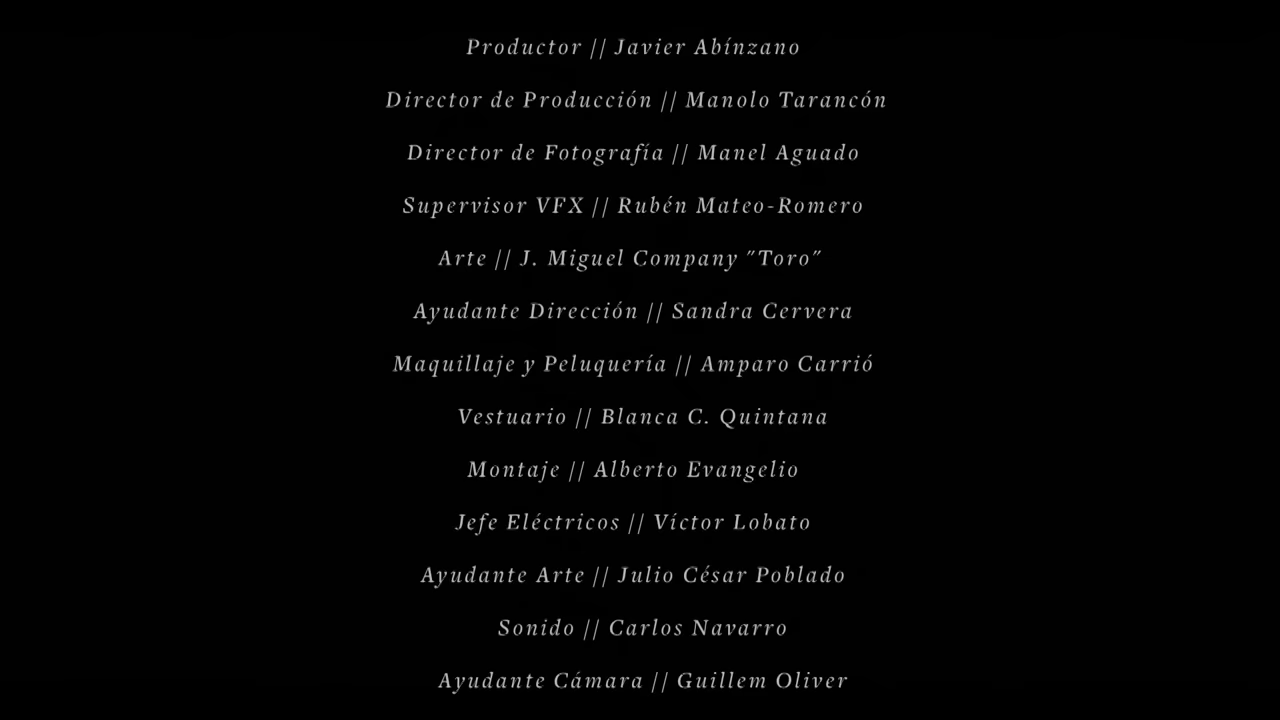 Productor // Javier Abínzano
Director de Producción // Manolo Tarancón
Director de Fotografía // Manel Aguado
Supervisor VFX // Rubén Mateo-Romero
Arte // J. Miguel Company "Toro"
Ayudante Dirección // Sandra Cervera
Maquillaje y Peluquería // Amparo Carrió
Vestuario // Blanca C. Quintana
Montaje // Alberto Evangelio
Jefe Eléctricos // Víctor Lobato
Ayudante Arte // Julio César Poblado
Sonido // Carlos Navarro
Ayudante Cámara // Guillem Oliver